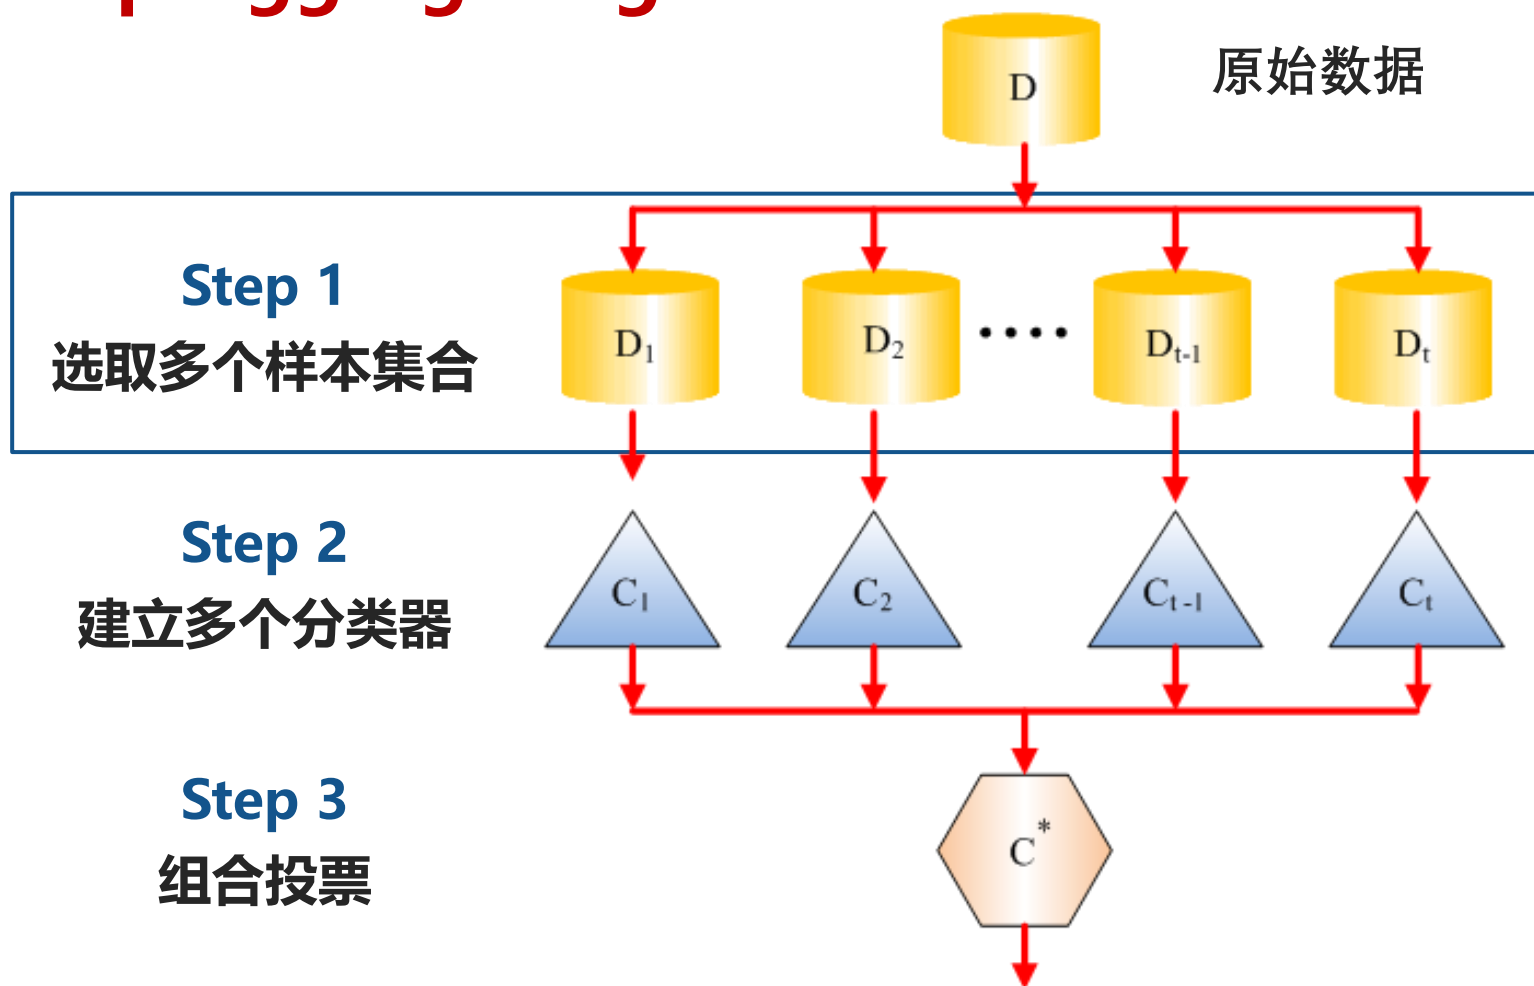 D
原始数据
Step 1
选取多个样本集合
D₁ D₂ •••• Dₜ₋₁ Dₜ
Step 2
建立多个分类器
C₁ C₂ Cₜ₋₁ Cₜ
Step 3
组合投票
C*